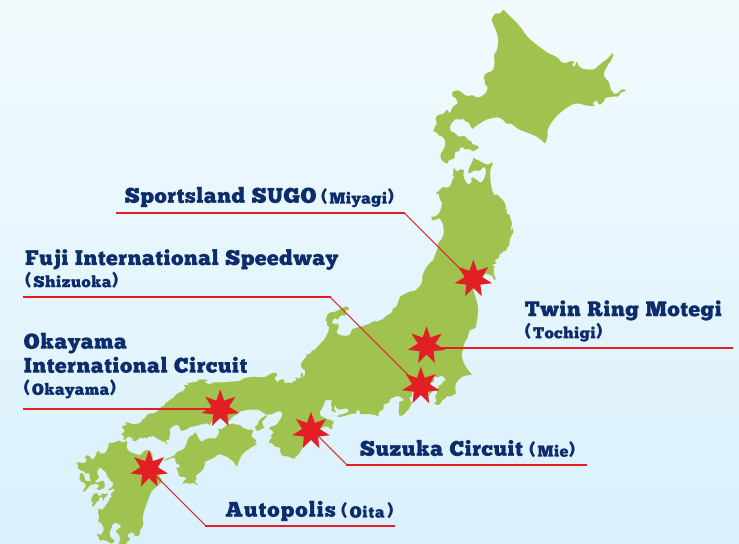 Sportsland SUGO (Miyagi)
Fuji International Speedway
(Shizuoka)
Twin Ring Motegi
(Tochigi)
Okayama
International Circuit
(Okayama)
Suzuka Circuit (Mie)
Autopolis (Oita)